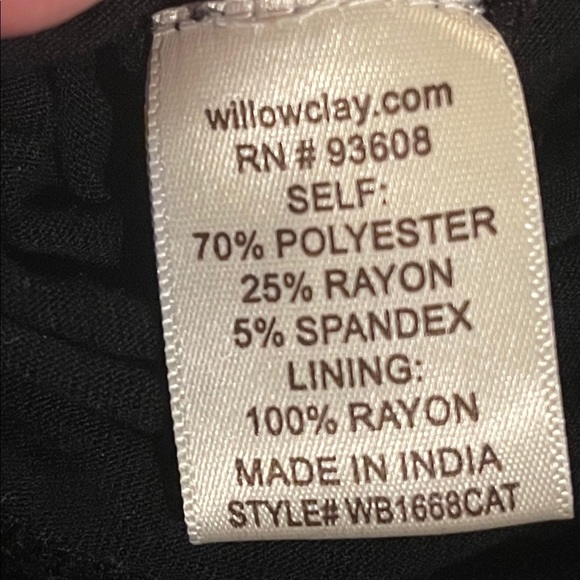 willowclay.com
RN # 93608
SELF:
70% POLYESTER
25% RAYON
5% SPANDEX
LINING:
100% RAYON
MADE IN INDIA
STYLE# WB1668CAT